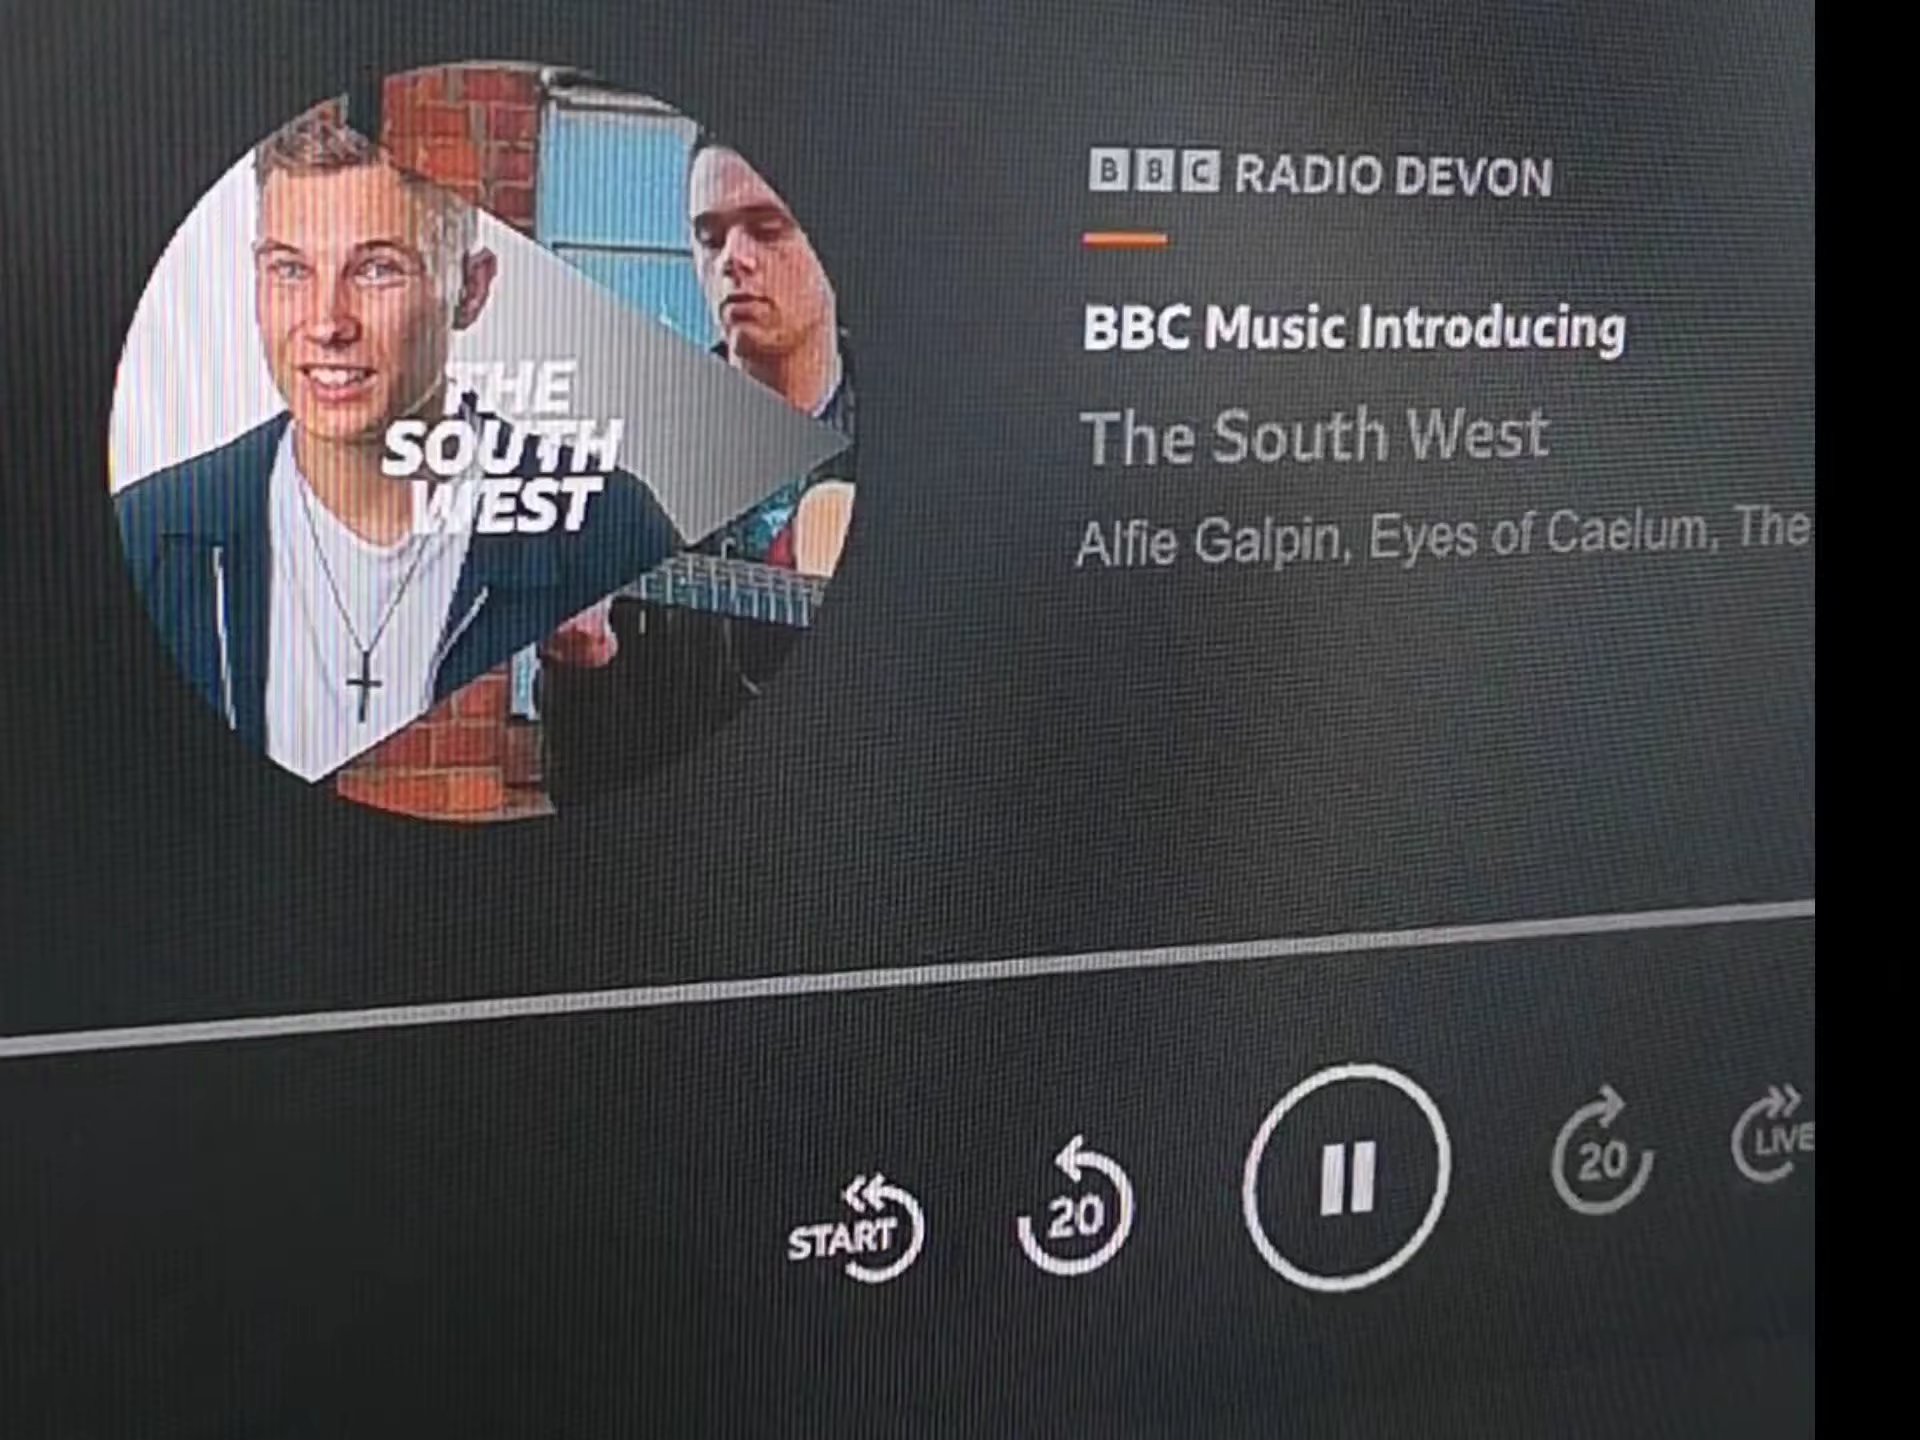 THE
SOUTH
WEST
BBC RADIO DEVON
BBC Music Introducing
The South West
Alfie Galpin, Eyes of Caelum, The
START
20
20
LIVE